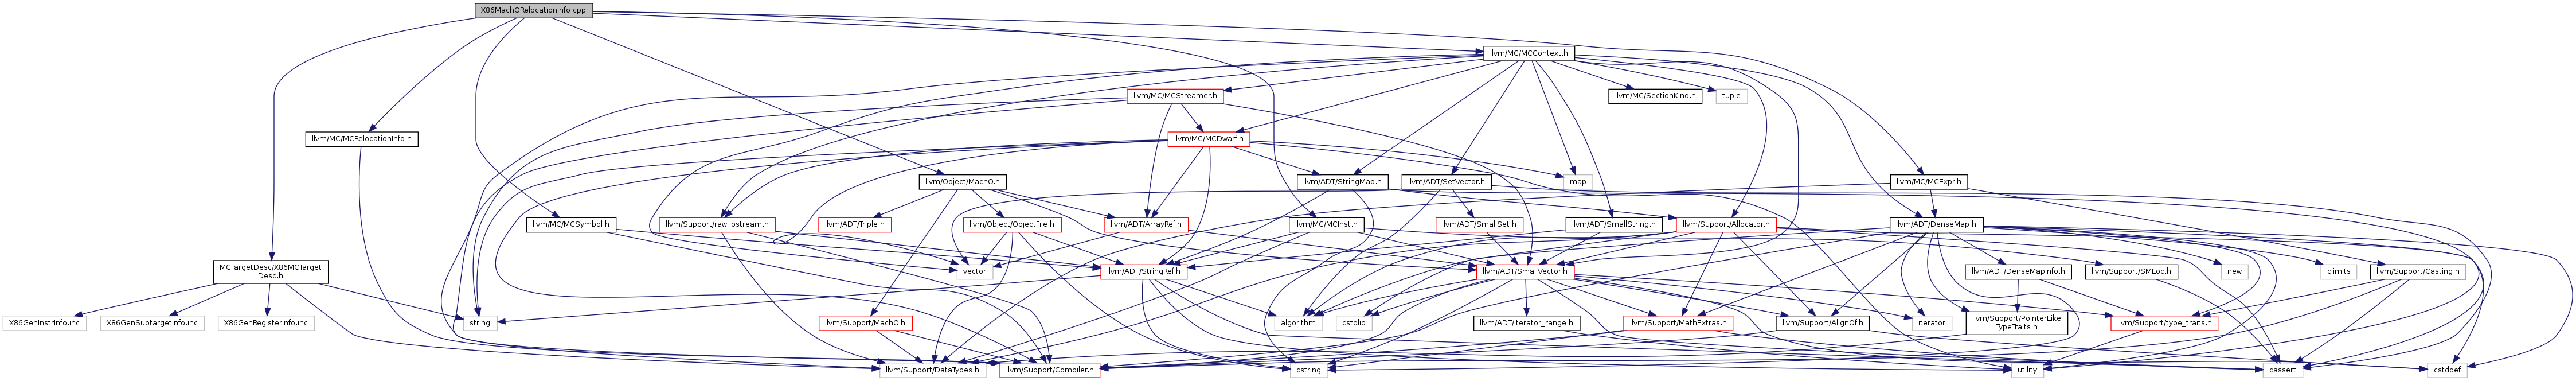 X86MachORelocationInfo.cpp
llvm/MC/MCContext.h
llvm/MC/MCStreamer.h
llvm/MC/SectionKind.h
tuple
llvm/MC/MCRelocationInfo.h
llvm/MC/MCDwarf.h
llvm/Object/MachO.h
llvm/ADT/StringMap.h
llvm/ADT/SetVector.h
map
llvm/MC/MCExpr.h
llvm/MC/MCSymbol.h
llvm/Support/raw_ostream.h
llvm/ADT/Triple.h
llvm/Object/ObjectFile.h
llvm/ADT/ArrayRef.h
llvm/MC/MCInst.h
llvm/ADT/SmallSet.h
llvm/ADT/SmallString.h
llvm/Support/Allocator.h
llvm/ADT/DenseMap.h
MCTargetDesc/X86MCTarget
Desc.h
vector
llvm/ADT/StringRef.h
llvm/ADT/SmallVector.h
llvm/ADT/DenseMapInfo.h
llvm/Support/SMLoc.h
new
climits
llvm/Support/Casting.h
X86GenInstrInfo.inc
X86GenSubtargetInfo.inc
X86GenRegisterInfo.inc
string
llvm/Support/MachO.h
algorithm
cstdlib
llvm/ADT/iterator_range.h
llvm/Support/MathExtras.h
llvm/Support/AlignOf.h
iterator
llvm/Support/PointerLike
TypeTraits.h
llvm/Support/type_traits.h
llvm/Support/DataTypes.h
llvm/Support/Compiler.h
cstring
utility
cassert
cstddef